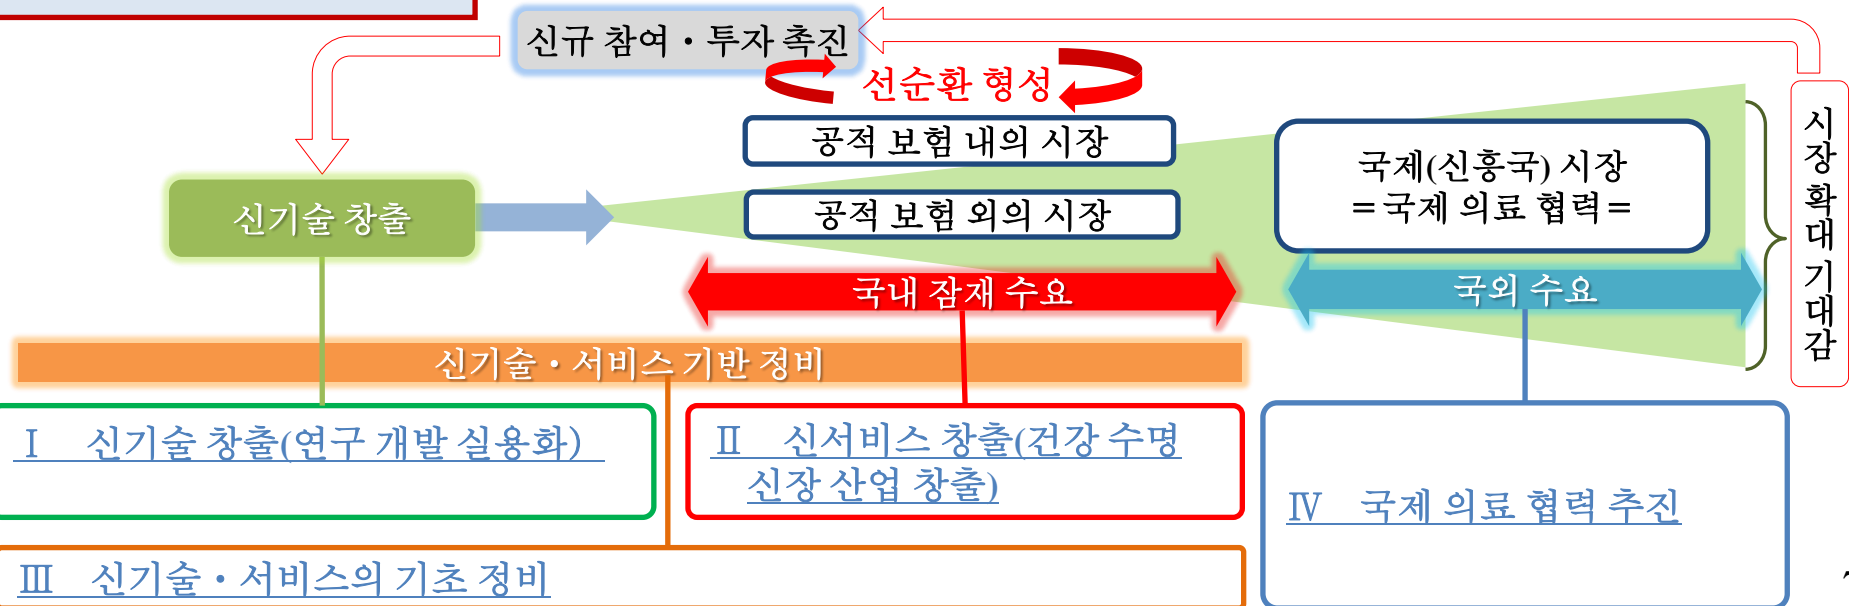 신규 참여・투자 촉진
선순환 형성
공적 보험 내의 시장
공적 보험 외의 시장
국제(신흥국) 시장
=국제 의료 협력=
시장 확대 기대감
신기술 창출
국내 잠재 수요
국외 수요
신기술・서비스 기반 정비
Ⅰ 신기술 창출(연구 개발 실용화)
Ⅱ 신서비스 창출(건강 수명
신장 산업 창출)
Ⅳ 국제 의료 협력 추진
Ⅲ 신기술・서비스의 기초 정비